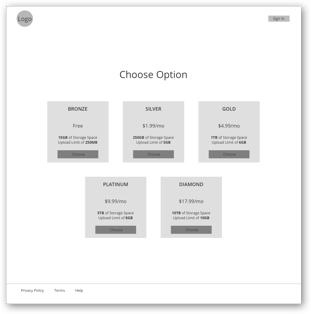 Logo
Sign In
Choose Option
BRONZE
Free
15GB of Storage Space
Upload Limit of 250MB
Choose
SILVER
$1.99/mo
250GB of Storage Space
Upload Limit of 5GB
Choose
GOLD
$4.99/mo
1TB of Storage Space
Upload Limit of 6GB
Choose
PLATINUM
$9.99/mo
5TB of Storage Space
Upload Limit of 8GB
Choose
DIAMOND
$17.99/mo
10TB of Storage Space
Upload Limit of 10GB
Choose
Privacy Policy
Terms
Help